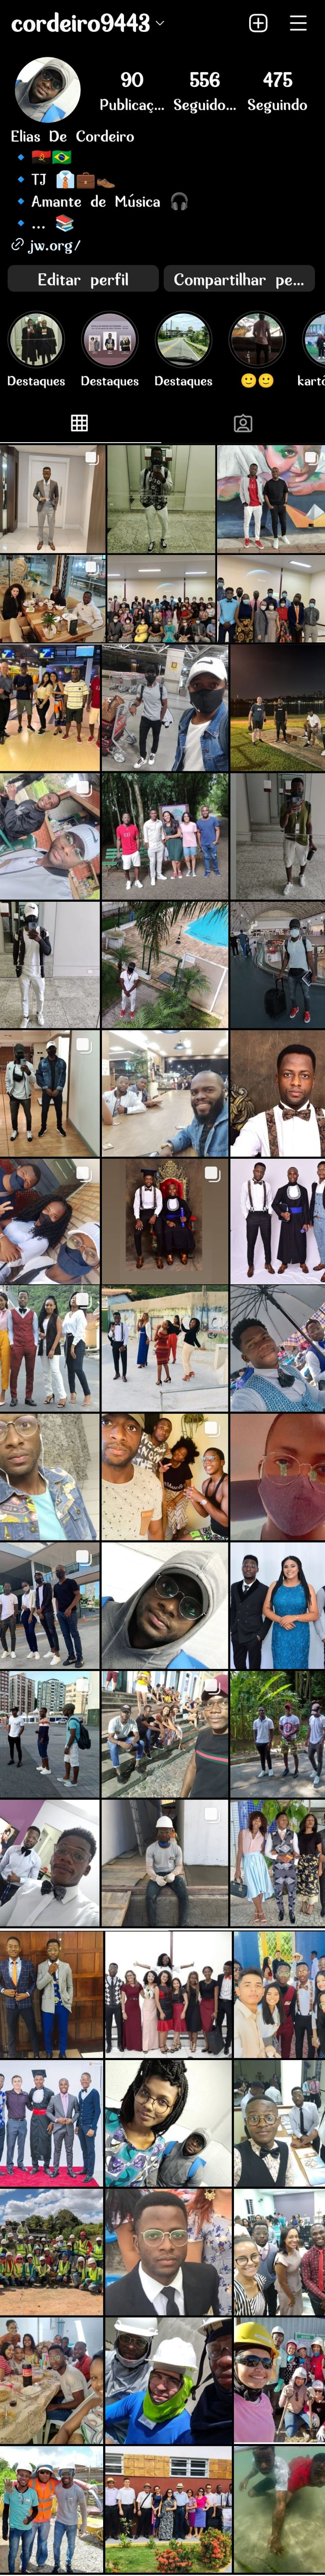 cordeiro9443
90 556 475
Publicaç... Seguido... Seguindo
Elias De Cordeiro
🔹🇦🇴🇧🇷
🔹TJ 👔💼👞
🔹Amante de Música 🎧
🔹... 📚
jw.org/
Editar perfil Compartilhar pe...
Destaques Destaques Destaques 🙂🙂 kartó